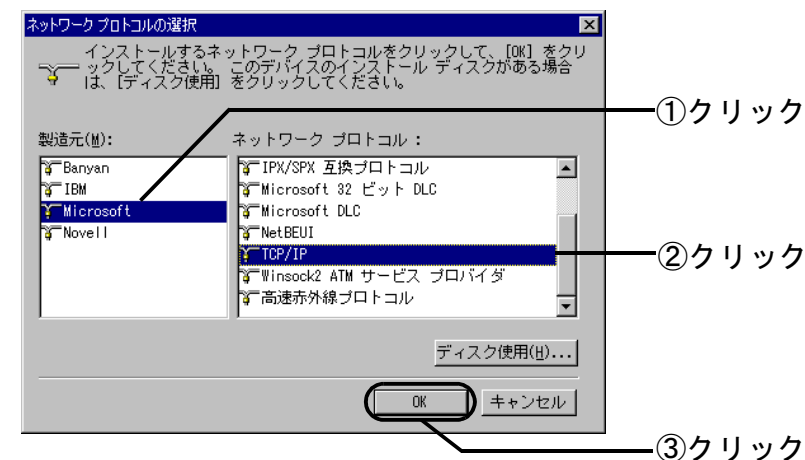 ネットワーク プロトコルの選択
インストールするネットワーク プロトコルをクリックして、[OK] をクリ
ックしてください。 このデバイスのインストール ディスクがある場合
は、[ディスク使用] をクリックしてください。
①クリック
製造元(M):
ネットワーク プロトコル :
Banyan
IBM
Microsoft
Novell
IPX/SPX 互換プロトコル
Microsoft 32 ビット DLC
Microsoft DLC
NetBEUI
TCP/IP
Winsock2 ATM サービス プロバイダ
高速赤外線プロトコル
②クリック
ディスク使用(H)...
OK
キャンセル
③クリック